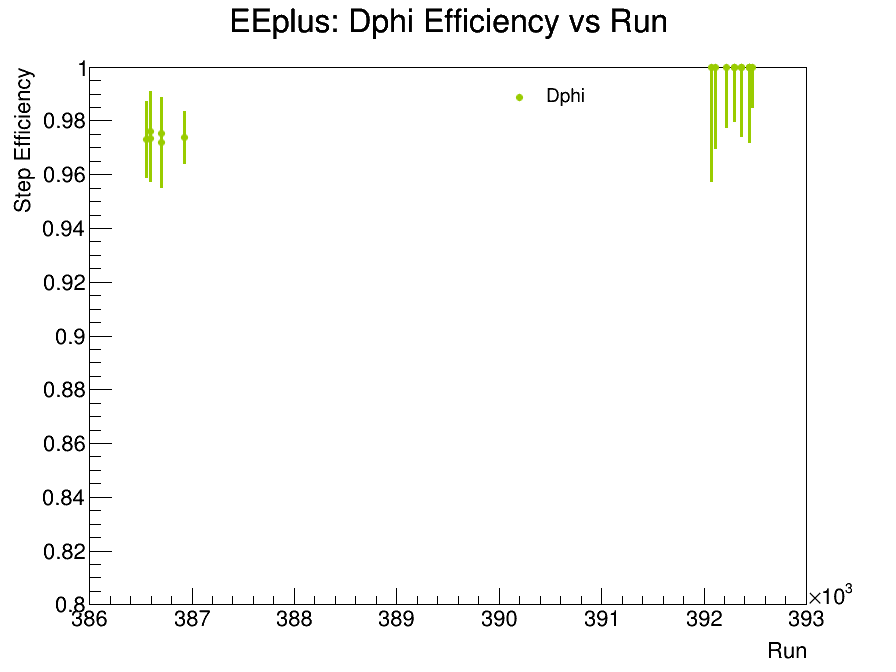 EEplus: Dphi Efficiency vs Run
Step Efficiency
1
0.98
0.96
0.94
0.92
0.9
0.88
0.86
0.84
0.82
0.8
Dphi
386 387 388 389 390 391 392 393
×10³
Run